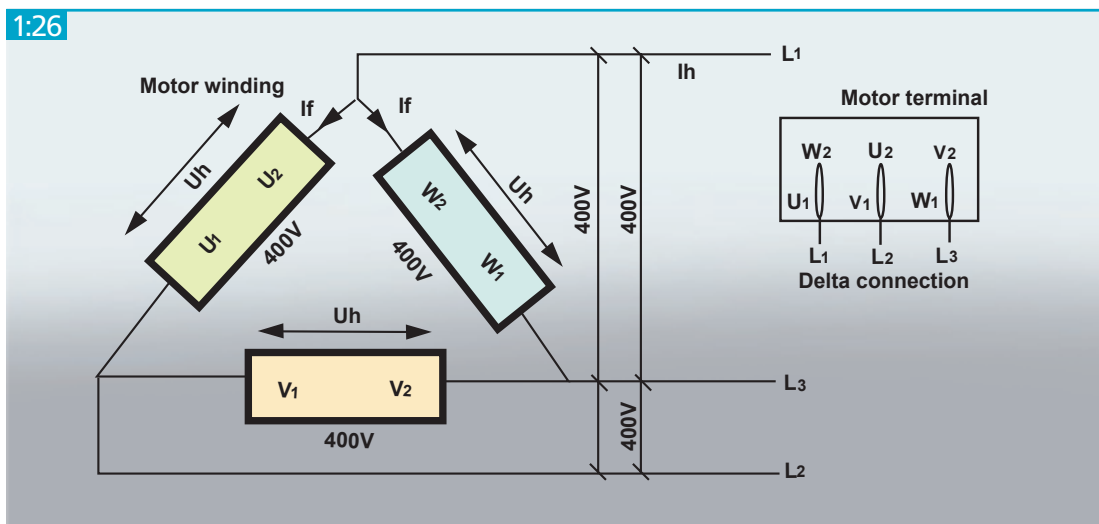 1:26
L1
Ih
Motor winding
If
If
Motor terminal
Uh
U2
U1
400V
W2
W1
Uh
400V
400V
400V
W2 U2 V2
U1 V1 W1
L1 L2 L3
Delta connection
Uh
V1 V2
400V
L3
400V
L2